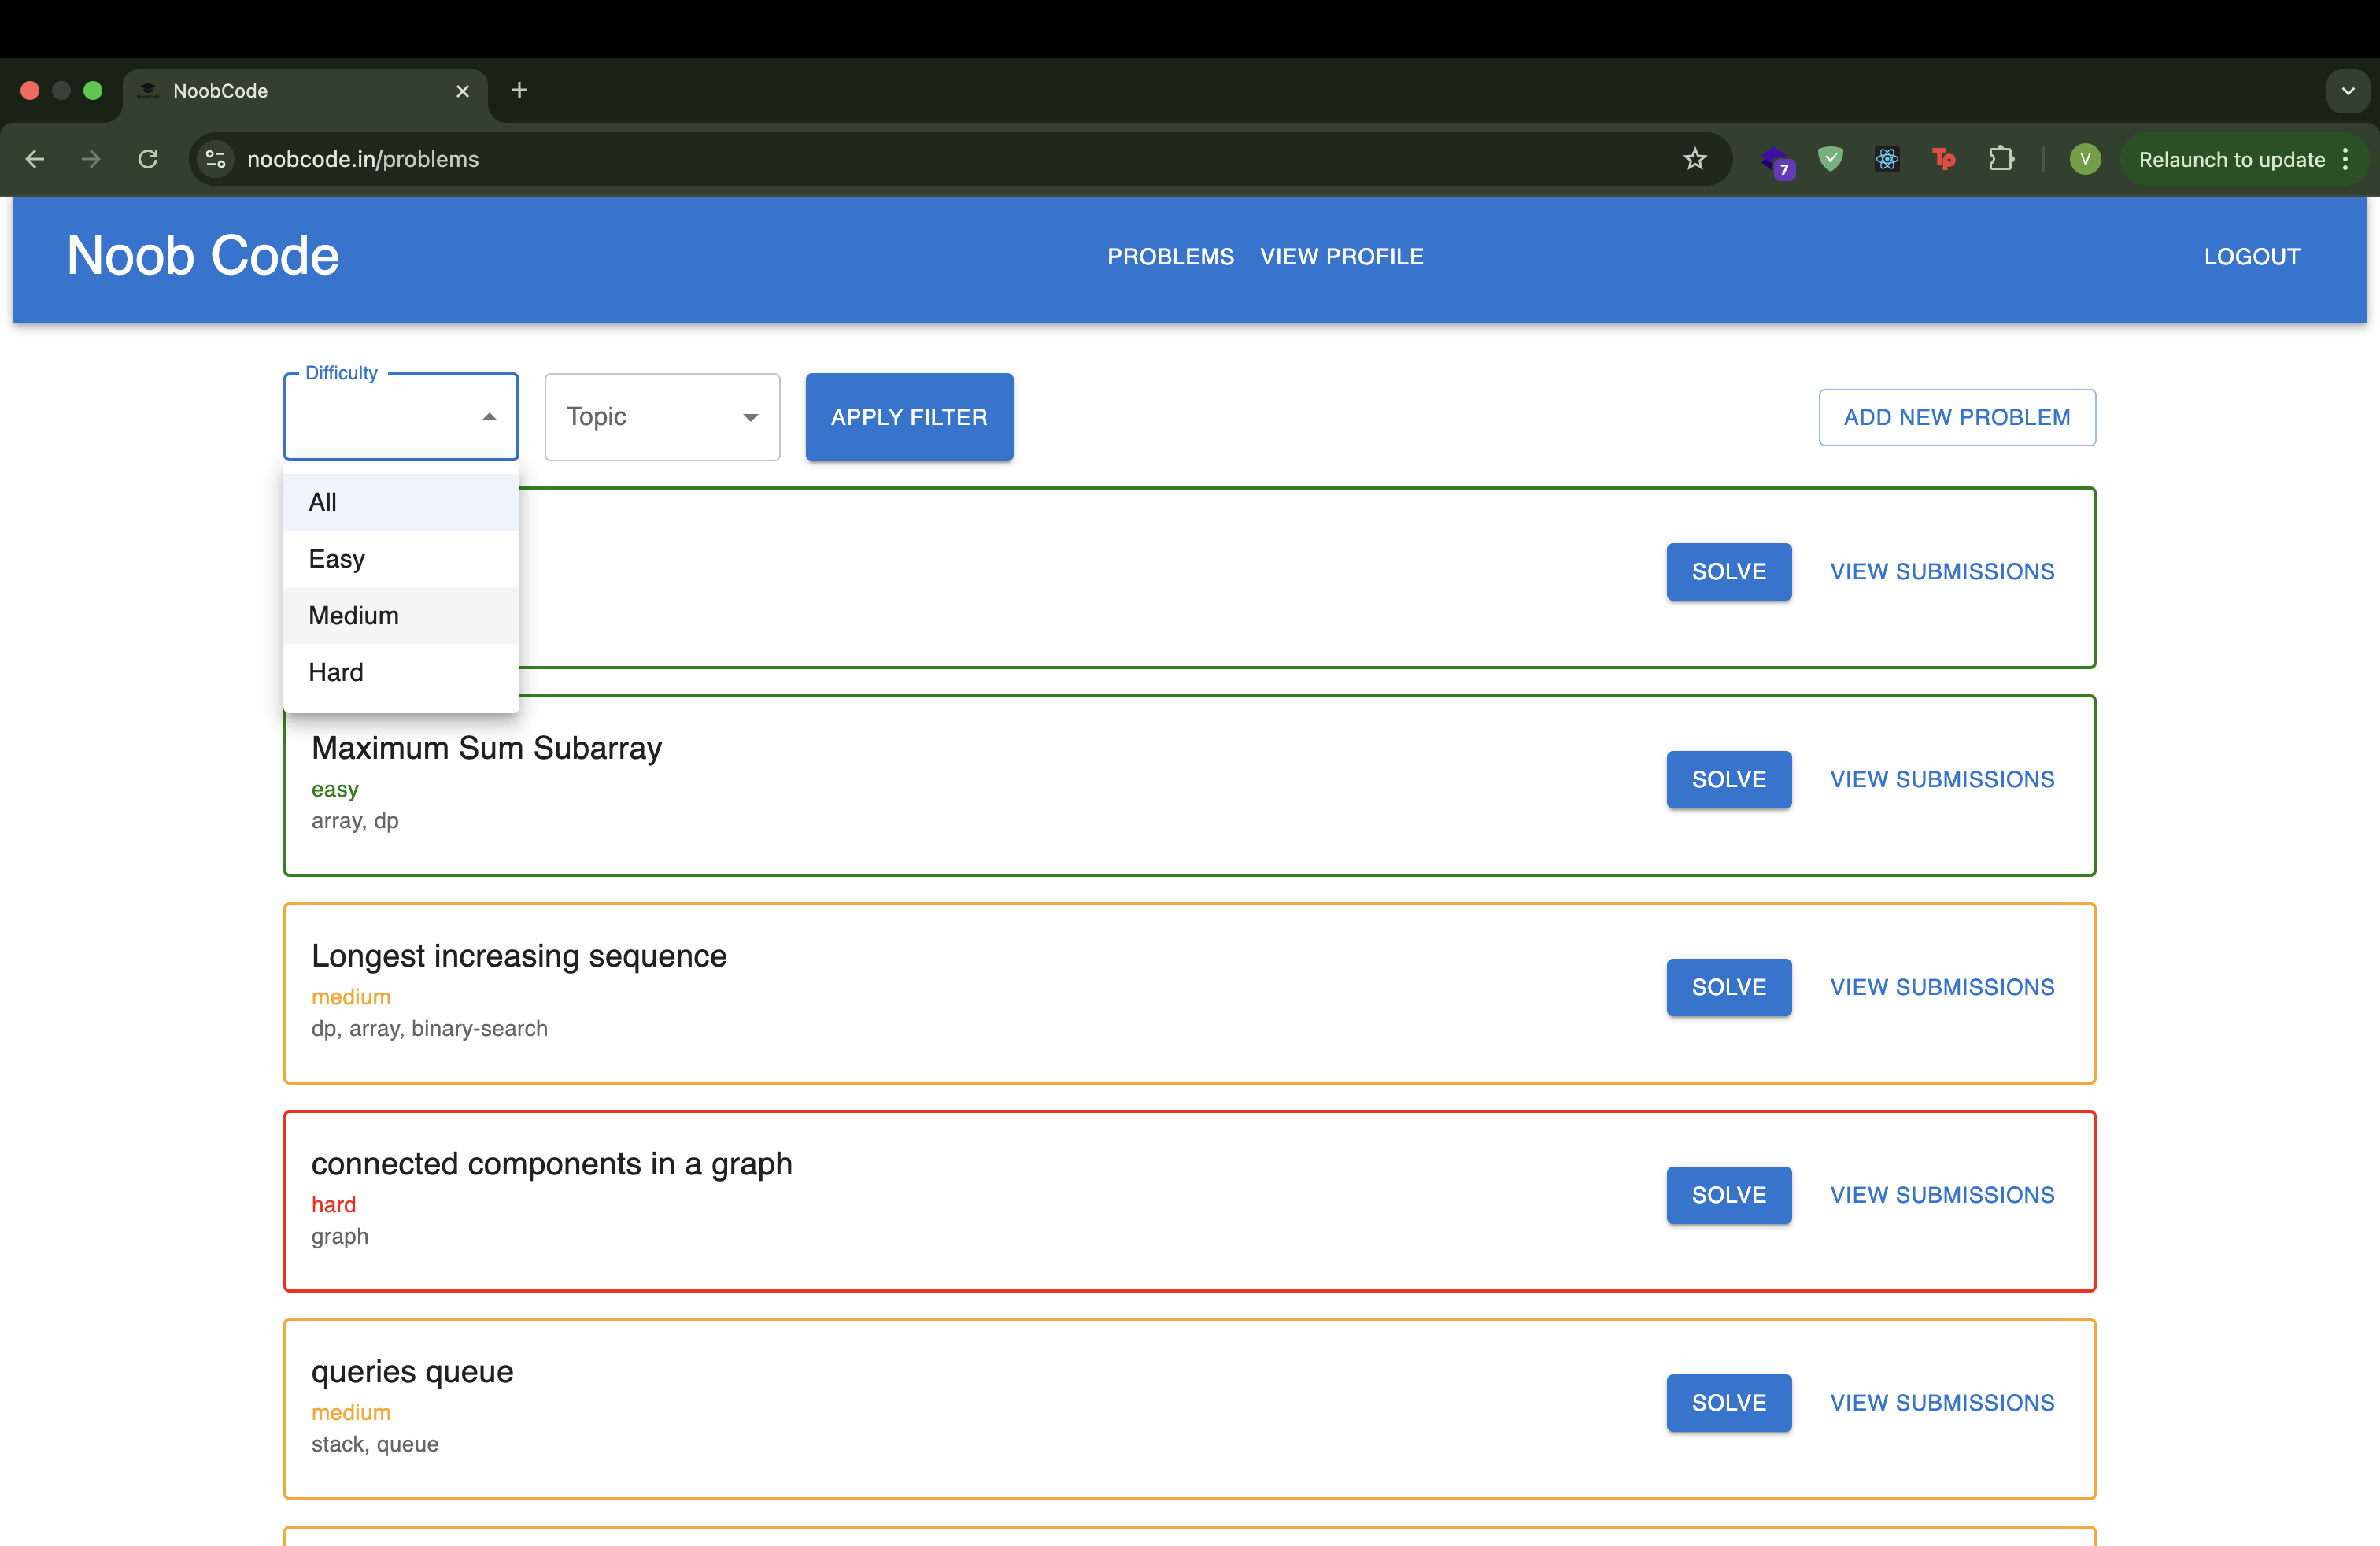 NoobCode
noobcode.in/problems
7
Tp
V
Relaunch to update
Noob Code
PROBLEMS VIEW PROFILE
LOGOUT
Difficulty
Topic
APPLY FILTER
ADD NEW PROBLEM
All
Easy
Medium
Hard
SOLVE VIEW SUBMISSIONS
Maximum Sum Subarray
easy
array, dp
SOLVE VIEW SUBMISSIONS
Longest increasing sequence
medium
dp, array, binary-search
SOLVE VIEW SUBMISSIONS
connected components in a graph
hard
graph
SOLVE VIEW SUBMISSIONS
queries queue
medium
stack, queue
SOLVE VIEW SUBMISSIONS